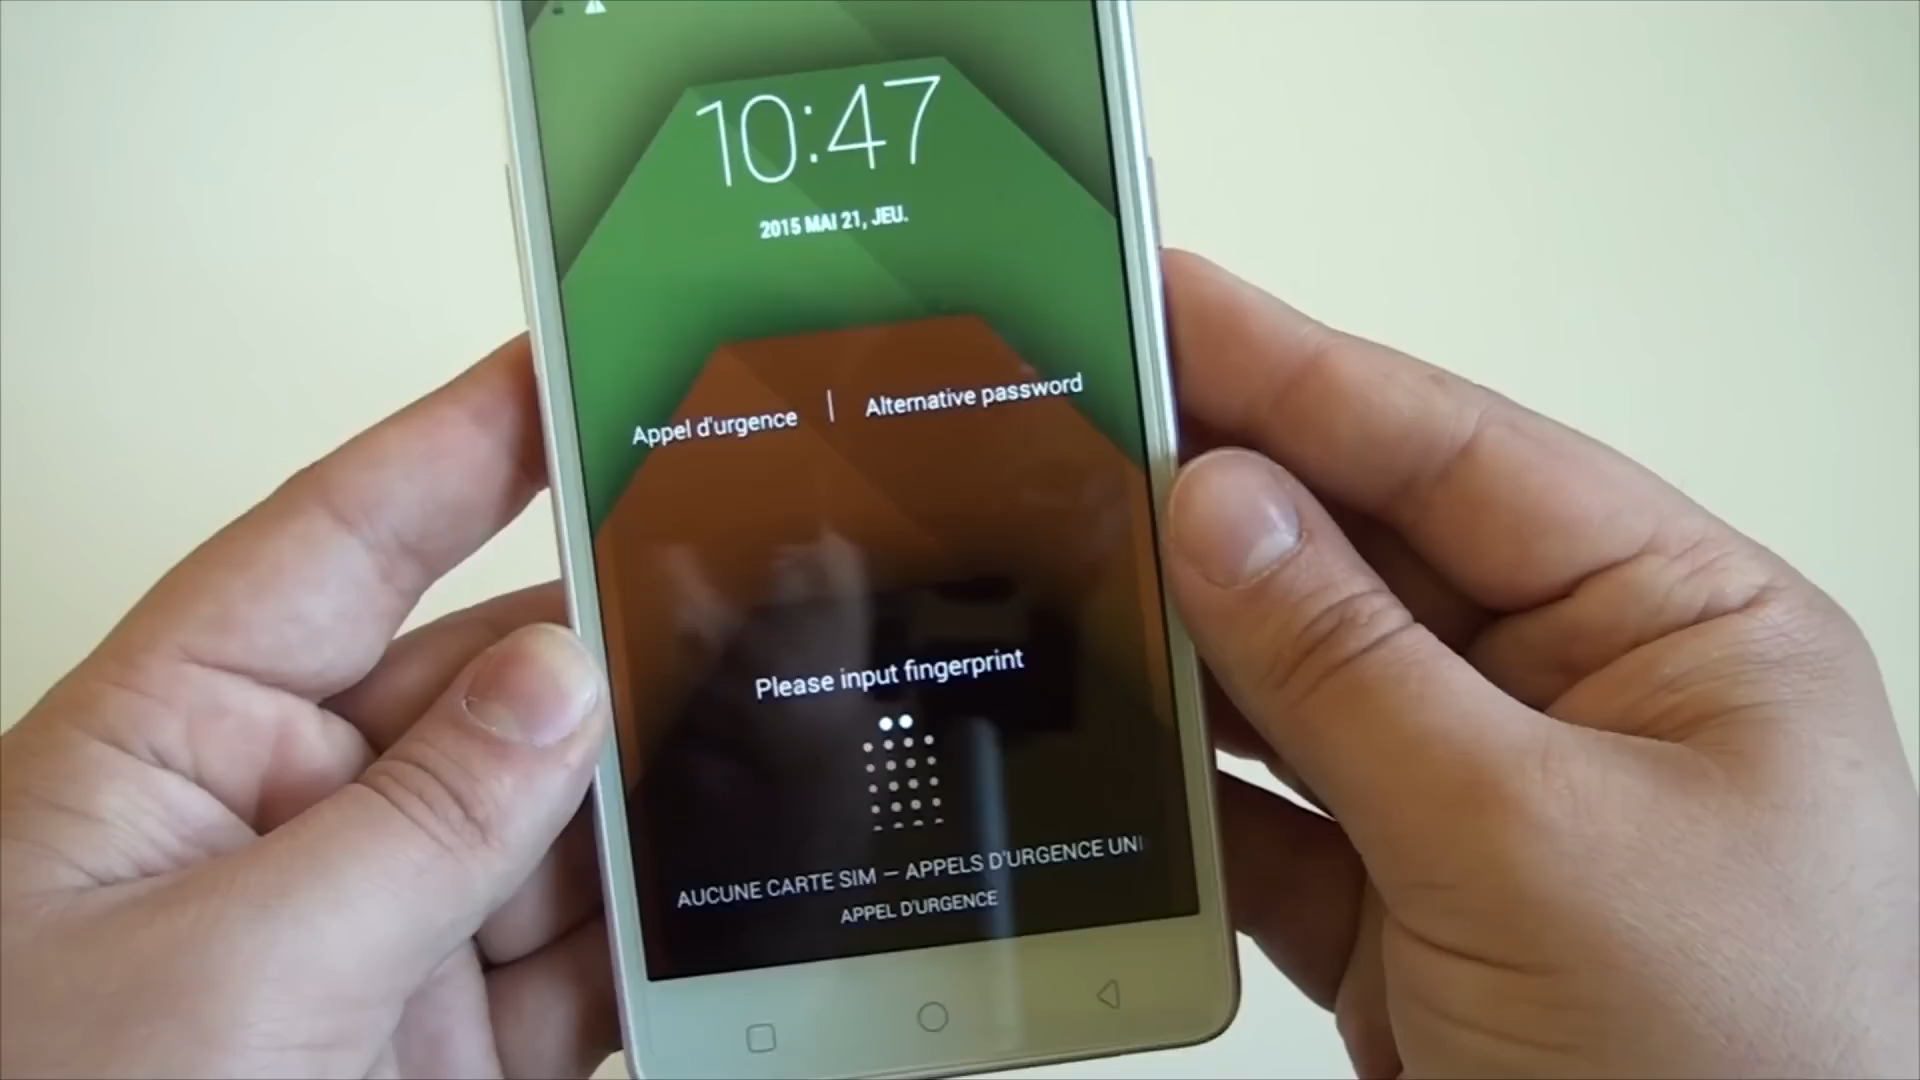 10:47
2015 MAI 21, JEU.
Appel d'urgence | Alternative password
Please input fingerprint
AUCUNE CARTE SIM — APPELS D'URGENCE UNI
APPEL D'URGENCE